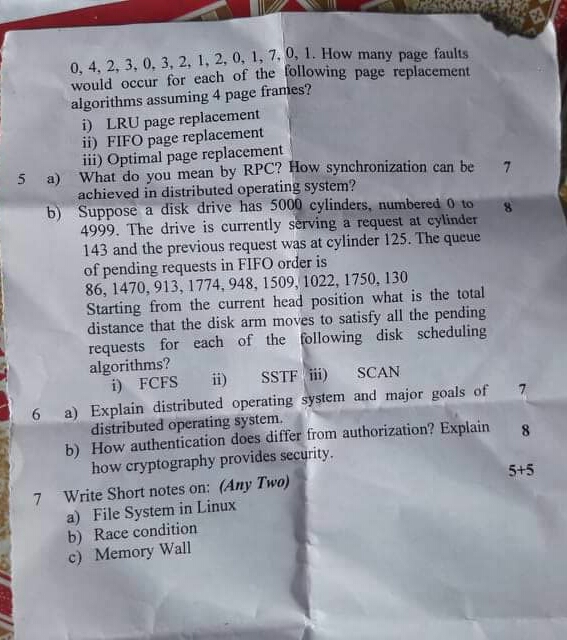 0, 4, 2, 3, 0, 3, 2, 1, 2, 0, 1, 7, 0, 1. How many page faults
would occur for each of the following page replacement
algorithms assuming 4 page frames?
i) LRU page replacement
ii) FIFO page replacement
iii) Optimal page replacement
5 a) What do you mean by RPC? How synchronization can be 7
achieved in distributed operating system?
b) Suppose a disk drive has 5000 cylinders, numbered 0 to 8
4999. The drive is currently serving a request at cylinder
143 and the previous request was at cylinder 125. The queue
of pending requests in FIFO order is
86, 1470, 913, 1774, 948, 1509, 1022, 1750, 130
Starting from the current head position what is the total
distance that the disk arm moves to satisfy all the pending
requests for each of the following disk scheduling
algorithms?
i) FCFS ii) SSTF iii) SCAN
6 a) Explain distributed operating system and major goals of 7
distributed operating system.
b) How authentication does differ from authorization? Explain 8
how cryptography provides security.
7 Write Short notes on: (Any Two) 5+5
a) File System in Linux
b) Race condition
c) Memory Wall